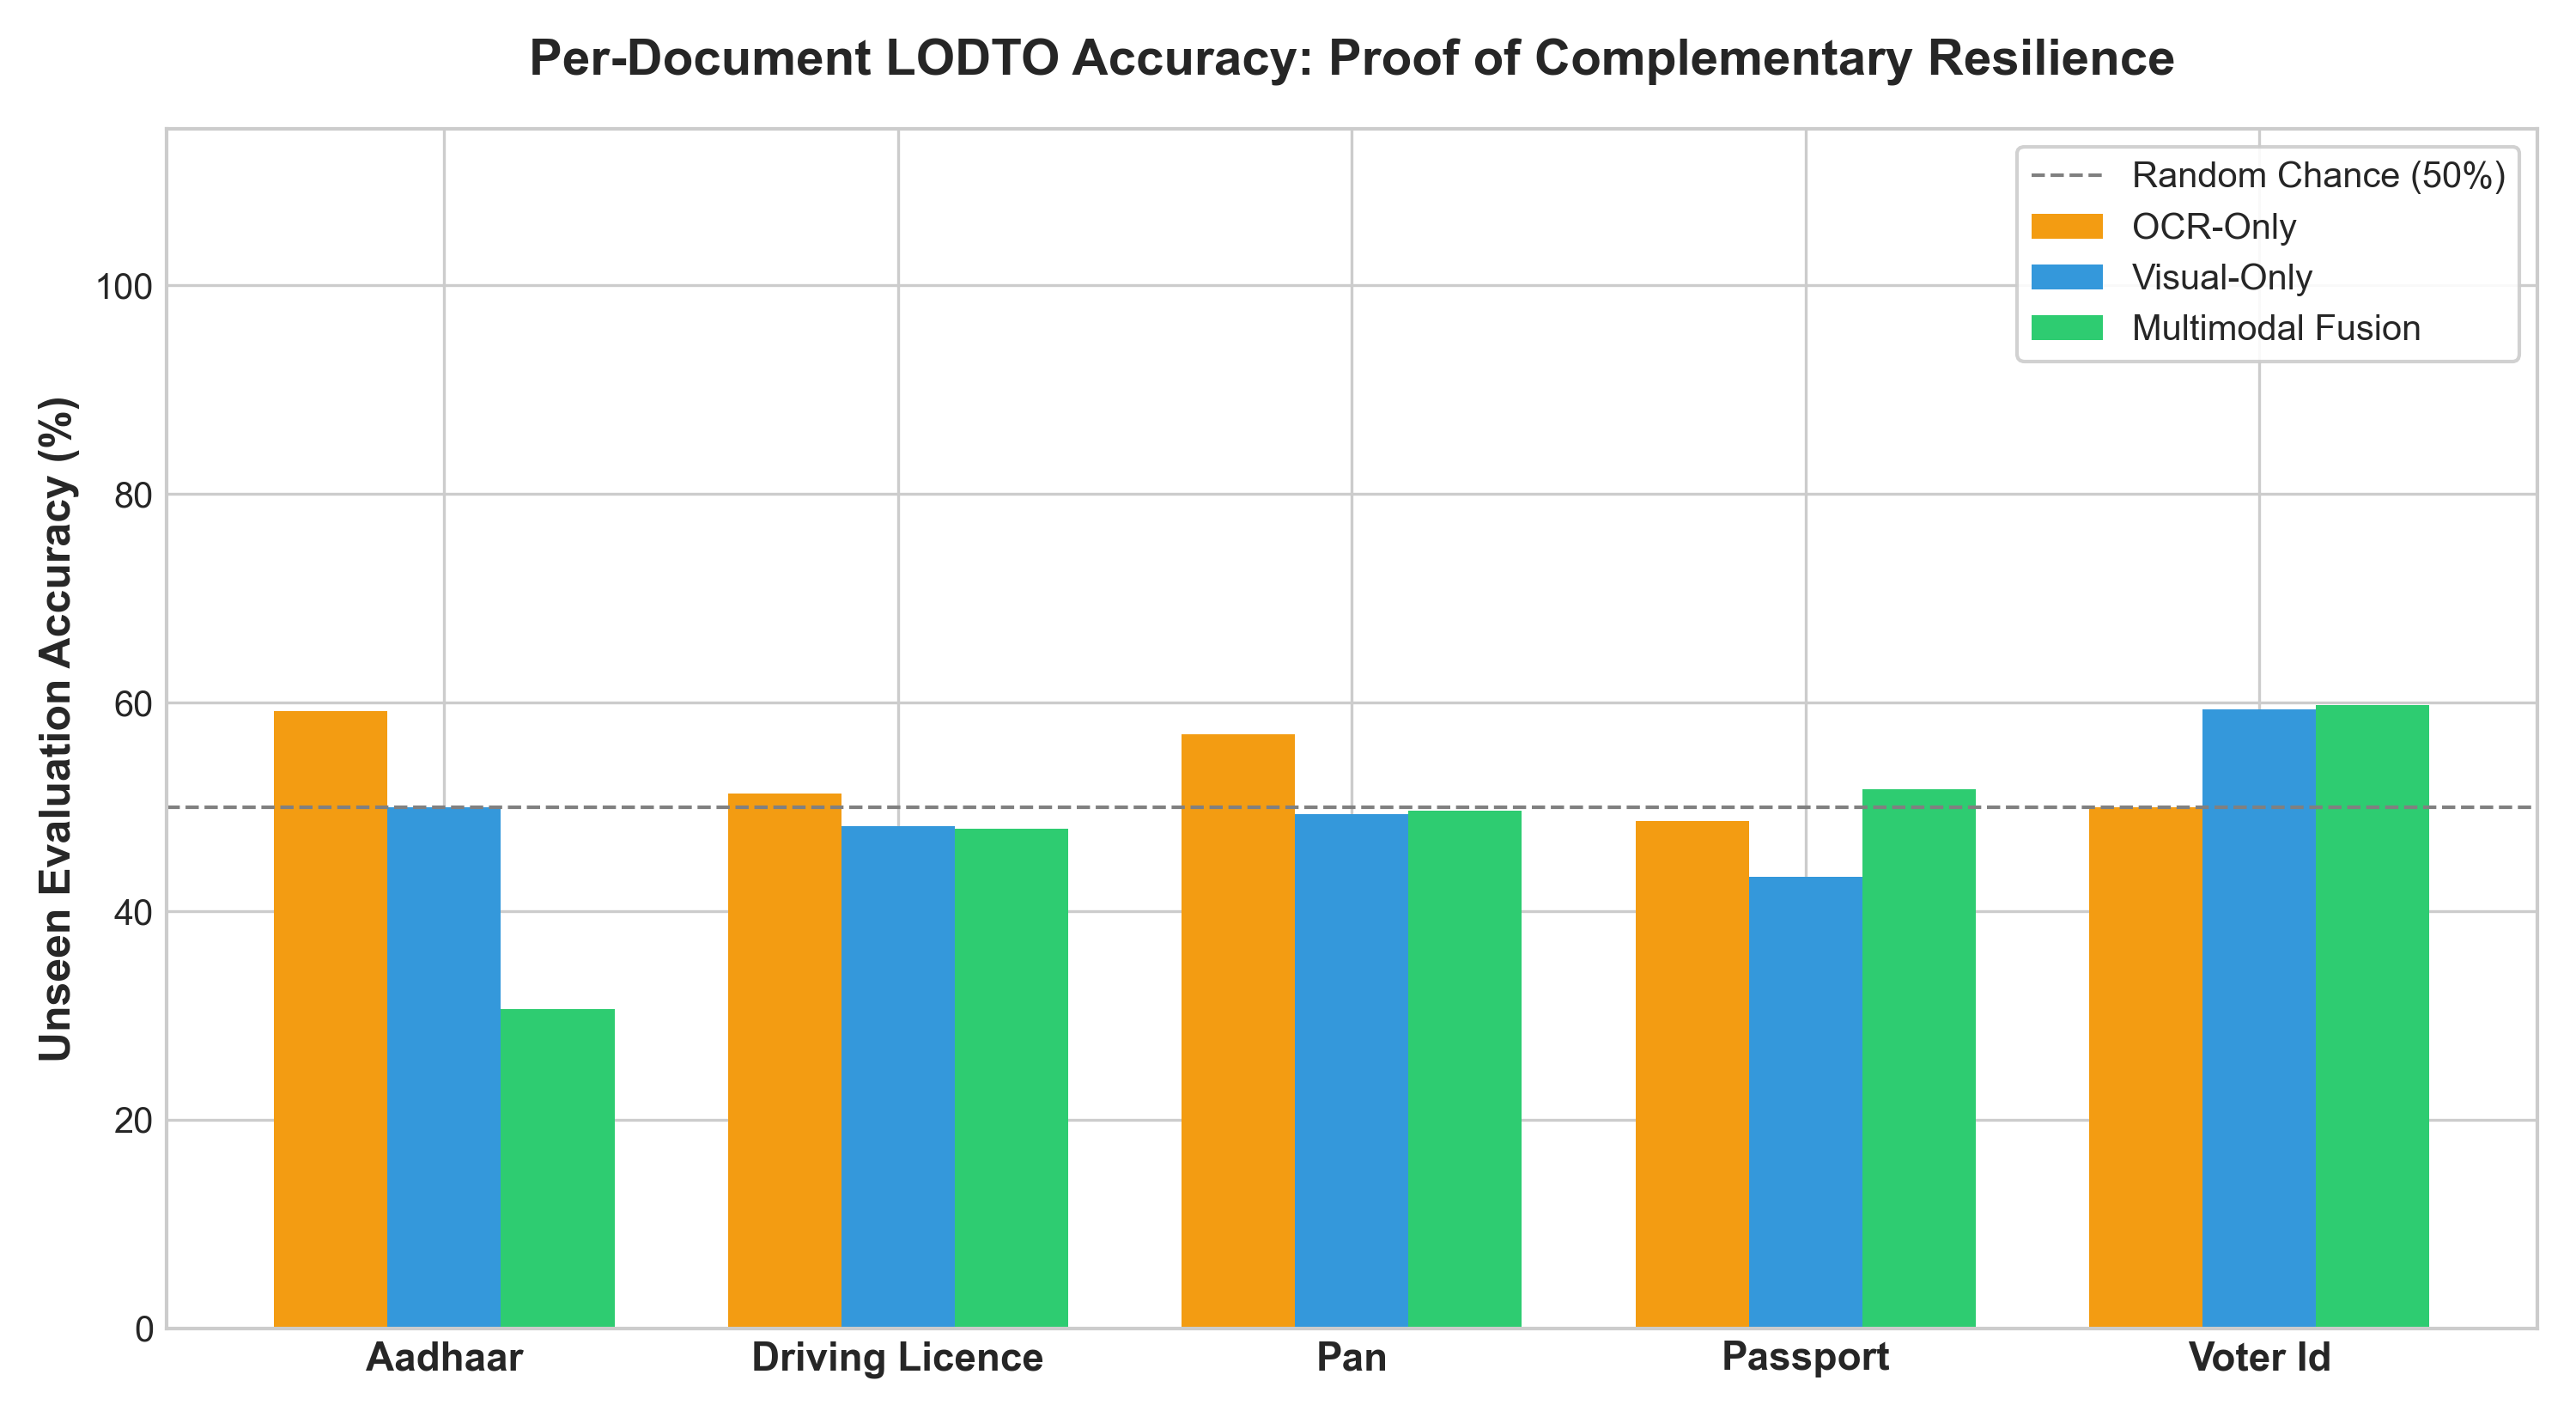 Per-Document LODTO Accuracy: Proof of Complementary Resilience
Random Chance (50%)
OCR-Only
Visual-Only
Multimodal Fusion
Unseen Evaluation Accuracy (%)
100
80
60
40
20
0
Aadhaar
Driving Licence
Pan
Passport
Voter Id